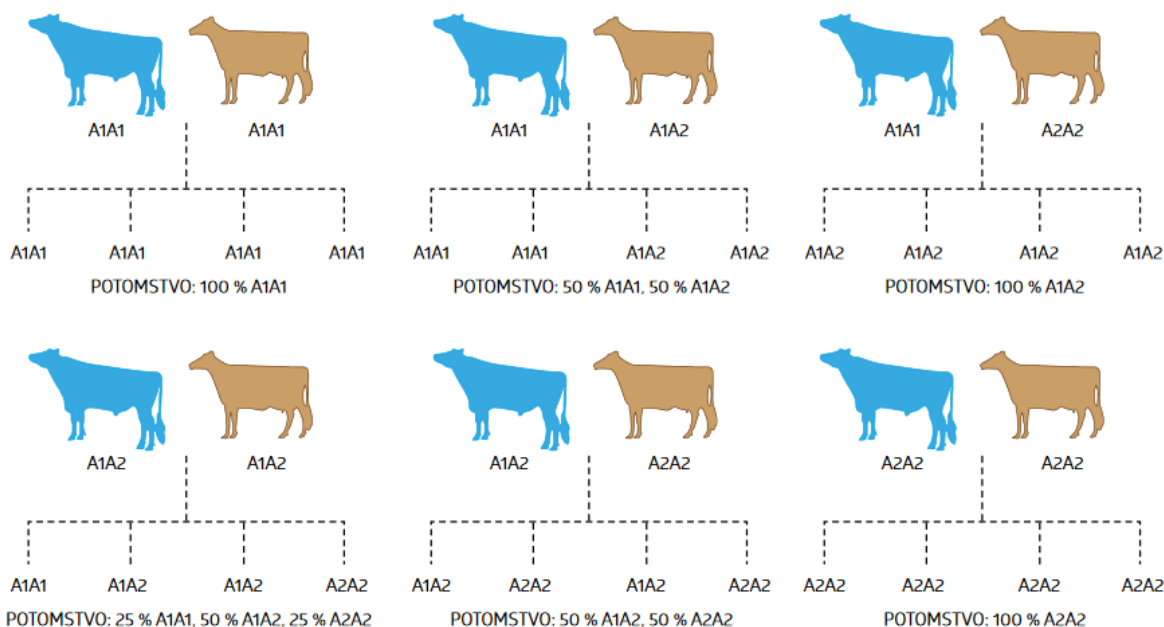 A1A1 A1A1 A1A1 A1A2 A1A1 A2A2
A1A1 A1A1 A1A1 A1A1 A1A1 A1A1 A1A2 A1A2 A1A2 A1A2 A1A2 A1A2
POTOMSTVO: 100 % A1A1 POTOMSTVO: 50 % A1A1, 50 % A1A2 POTOMSTVO: 100 % A1A2
A1A2 A1A2 A1A2 A2A2 A2A2 A2A2
A1A1 A1A2 A1A2 A2A2 A1A2 A2A2 A1A2 A2A2 A2A2 A2A2 A2A2 A2A2
POTOMSTVO: 25 % A1A1, 50 % A1A2, 25 % A2A2 POTOMSTVO: 50 % A1A2, 50 % A2A2 POTOMSTVO: 100 % A2A2